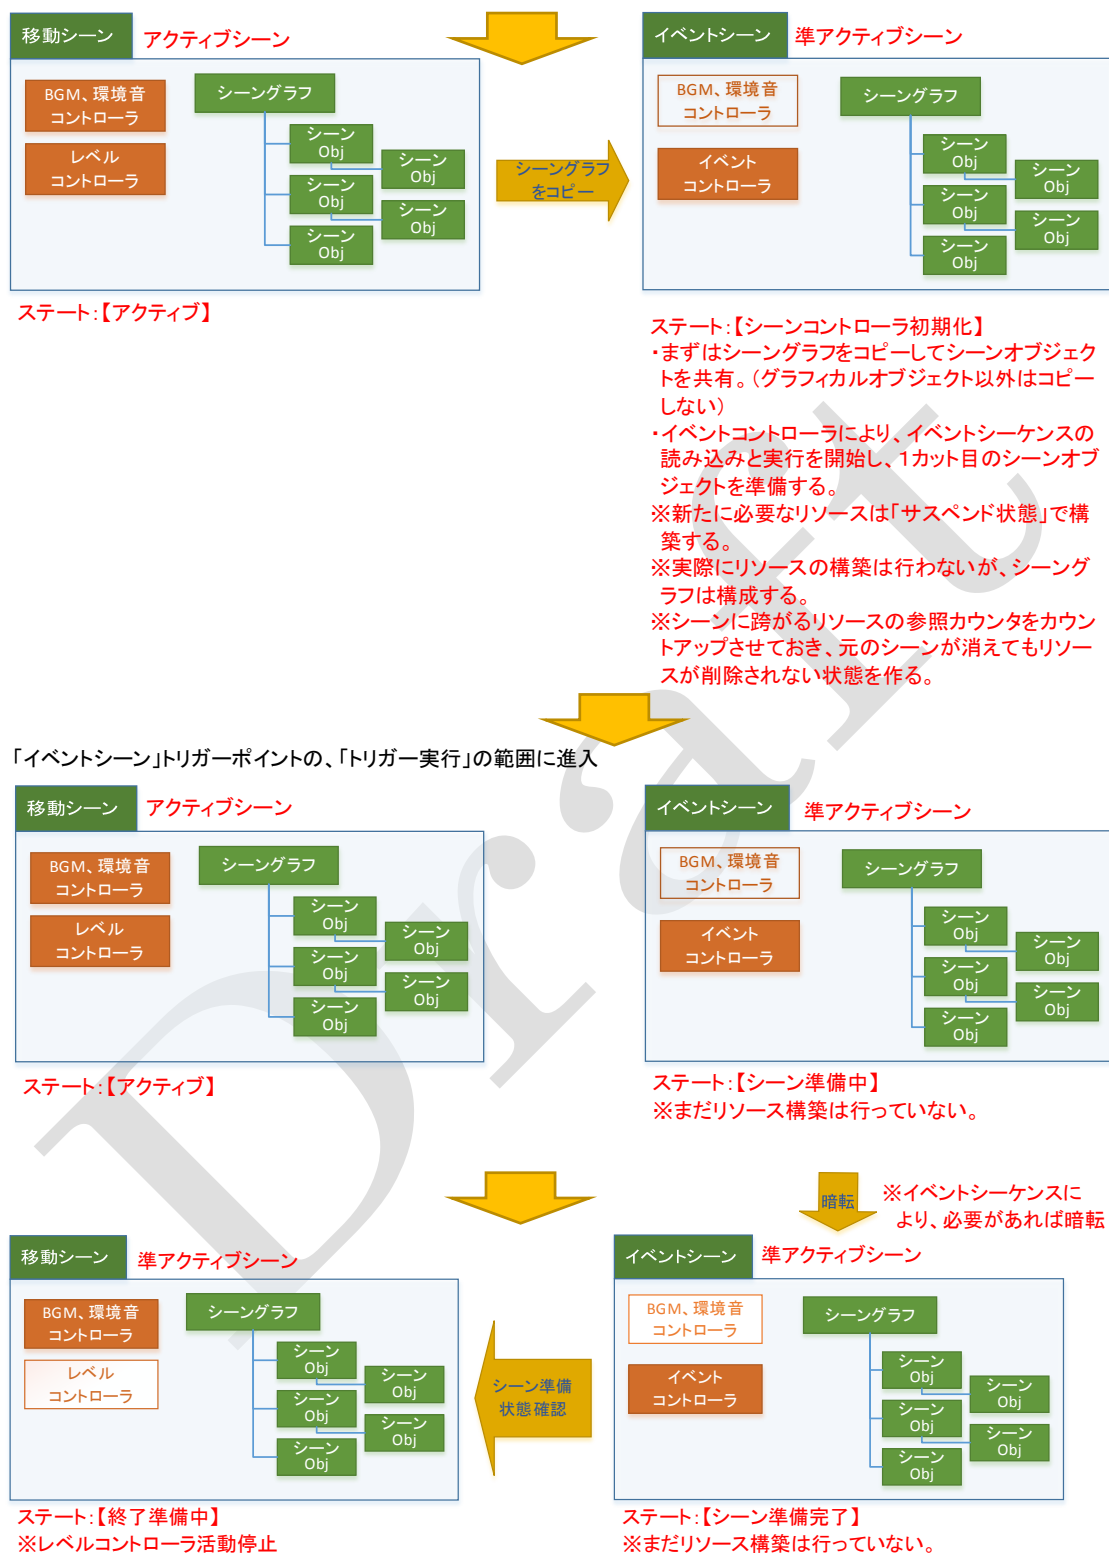 移動シーン
アクティブシーン
BGM、環境音
コントローラ
レベル
コントローラ
シーングラフ
シーン
Obj
シーン
Obj
シーン
Obj
シーン
Obj
シーン
Obj
ステート：【アクティブ】
シーングラフ
をコピー
イベントシーン
準アクティブシーン
BGM、環境音
コントローラ
イベント
コントローラ
シーングラフ
シーン
Obj
シーン
Obj
シーン
Obj
シーン
Obj
シーン
Obj
ステート：【シーンコントローラ初期化】
・まずはシーングラフをコピーしてシーンオブジェク
トを共有。（グラフィカルオブジェクト以外はコピー
しない）
・イベントコントローラにより、イベントシーケンスの
読み込みと実行を開始し、1カット目のシーンオブ
ジェクトを準備する。
※新たに必要なリソースは「サスペンド状態」で構
築する。
※実際にリソースの構築は行わないが、シーング
ラフは構成する。
※シーンに跨がるリソースの参照カウンタをカウン
トアップさせておき、元のシーンが消えてもリソー
スが削除されない状態を作る。
「イベントシーン」トリガーポイントの、「トリガー実行」の範囲に進入
移動シーン
アクティブシーン
BGM、環境音
コントローラ
レベル
コントローラ
シーングラフ
シーン
Obj
シーン
Obj
シーン
Obj
シーン
Obj
シーン
Obj
ステート：【アクティブ】
イベントシーン
準アクティブシーン
BGM、環境音
コントローラ
イベント
コントローラ
シーングラフ
シーン
Obj
シーン
Obj
シーン
Obj
シーン
Obj
シーン
Obj
ステート：【シーン準備中】
※まだリソース構築は行っていない。
暗転
※イベントシーケンスに
より、必要があれば暗転
移動シーン
準アクティブシーン
BGM、環境音
コントローラ
レベル
コントローラ
シーングラフ
シーン
Obj
シーン
Obj
シーン
Obj
シーン
Obj
シーン
Obj
ステート：【終了準備中】
※レベルコントローラ活動停止
シーン準備
状態確認
イベントシーン
準アクティブシーン
BGM、環境音
コントローラ
イベント
コントローラ
シーングラフ
シーン
Obj
シーン
Obj
シーン
Obj
シーン
Obj
シーン
Obj
ステート：【シーン準備完了】
※まだリソース構築は行っていない。
Draft